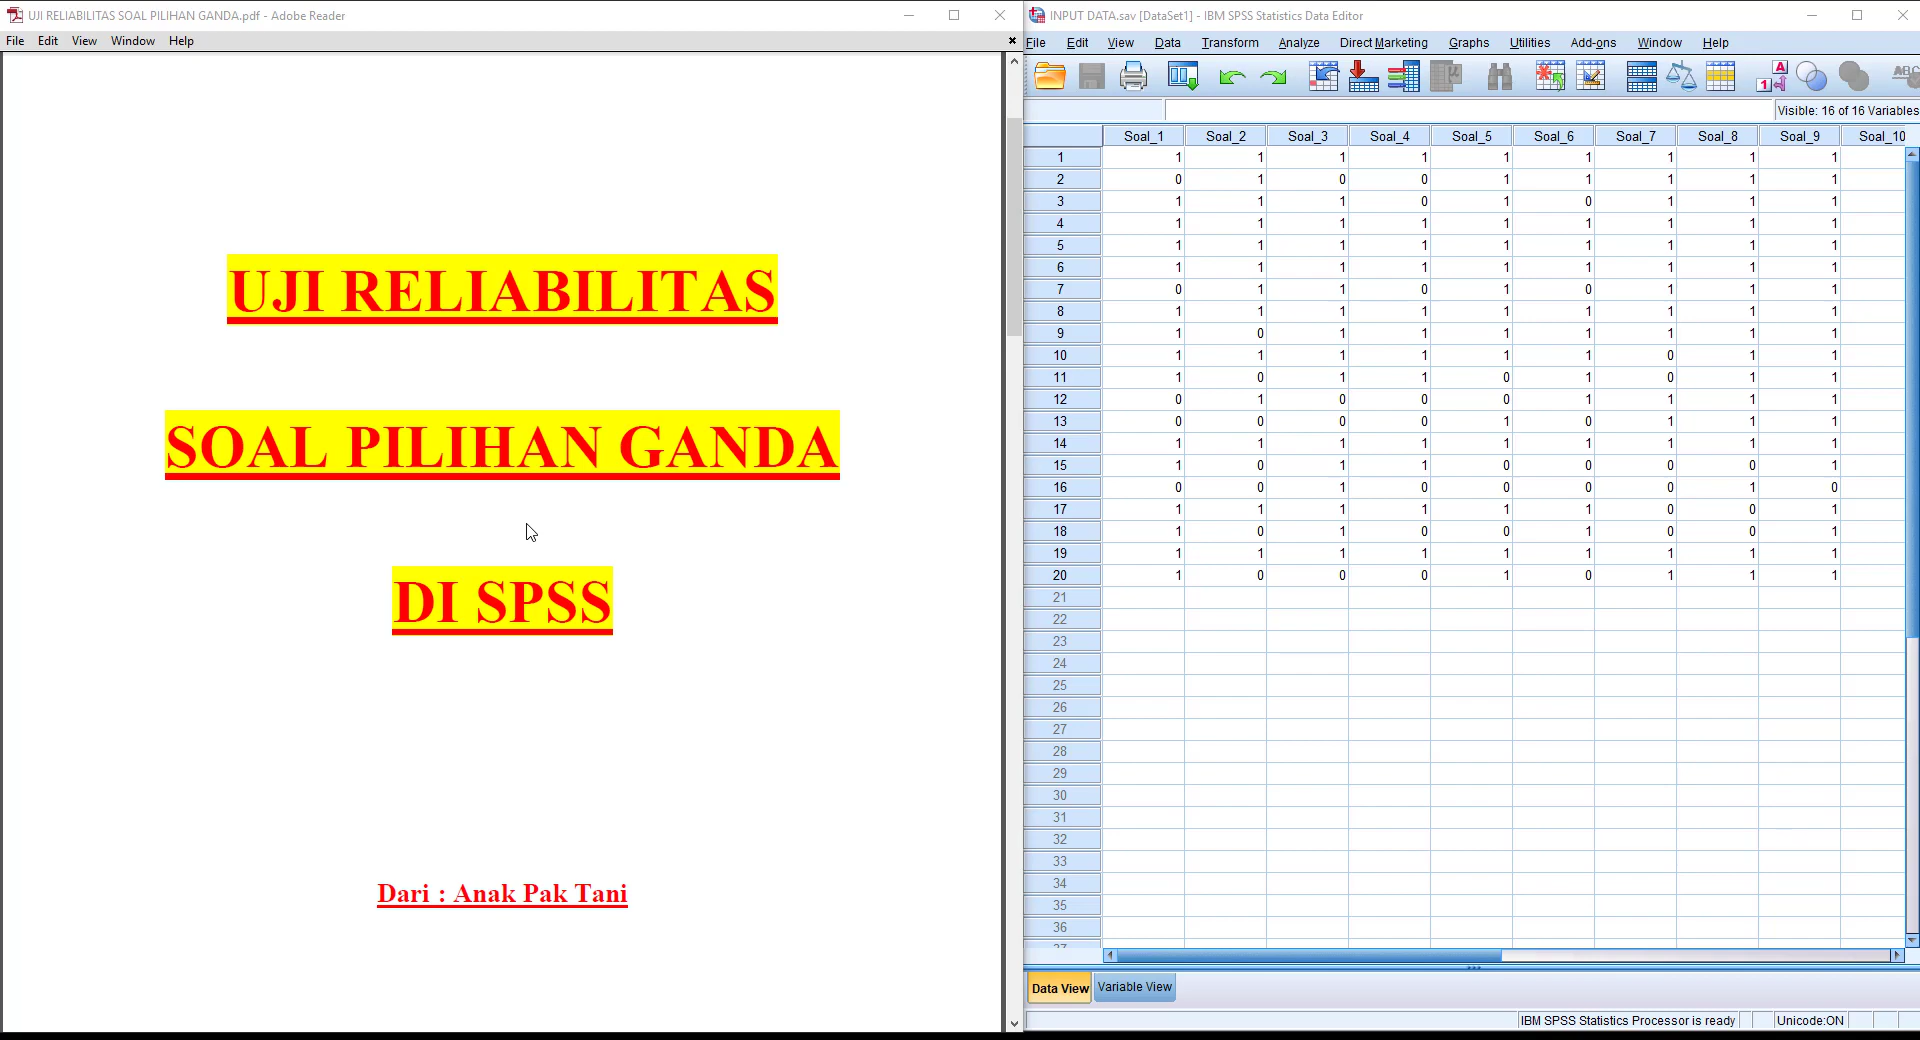 UJI RELIABILITAS SOAL PILIHAN GANDA.pdf - Adobe Reader
File Edit View Window Help
UJI RELIABILITAS
SOAL PILIHAN GANDA
DI SPSS
Dari : Anak Pak Tani
INPUT DATA.sav [DataSet1] - IBM SPSS Statistics Data Editor
File Edit View Data Transform Analyze Direct Marketing Graphs Utilities Add-ons Window Help
Visible: 16 of 16 Variables
Soal_1 Soal_2 Soal_3 Soal_4 Soal_5 Soal_6 Soal_7 Soal_8 Soal_9 Soal_10
1 1 1 1 1 1 1 1 1 1
2 0 1 0 0 1 1 1 1 1
3 1 1 1 0 1 0 1 1 1
4 1 1 1 1 1 1 1 1 1
5 1 1 1 1 1 1 1 1 1
6 1 1 1 1 1 1 1 1 1
7 0 1 1 0 1 0 1 1 1
8 1 1 1 1 1 1 1 1 1
9 1 0 1 1 1 1 1 1 1
10 1 1 1 1 1 1 0 1 1
11 1 0 1 1 0 1 0 1 1
12 0 1 0 0 0 1 1 1 1
13 0 0 0 0 1 0 1 1 1
14 1 1 1 1 1 1 1 1 1
15 1 0 1 1 0 0 0 0 1
16 0 0 1 0 0 0 0 1 0
17 1 1 1 1 1 1 0 0 1
18 1 0 1 0 0 1 0 0 1
19 1 1 1 1 1 1 1 1 1
20 1 0 0 0 1 0 1 1 1
21
22
23
24
25
26
27
28
29
30
31
32
33
34
35
36
37
Data View Variable View
IBM SPSS Statistics Processor is ready Unicode:ON